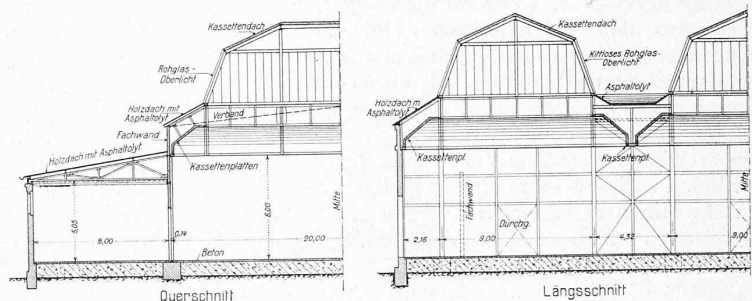 Kassettendach
Rohglas-
Oberlicht
Holzdach mit
Asphaltolyt
Verband
Fachwand
Holzdach mit Asphaltolyt
Kassettenplatten
5,05
6,00
Mitte
8,00
0,14
20,00
Beton
Querschnitt
Kassettendach
Kittloses Rohglas-
Oberlicht
Asphaltolyt
Holzdach m.
Asphaltolyt
Kassettenpl.
Kassettenpl.
Fachwand
Durchg.
Mitte
2,15
9,00
4,32
9,00
Längsschnitt